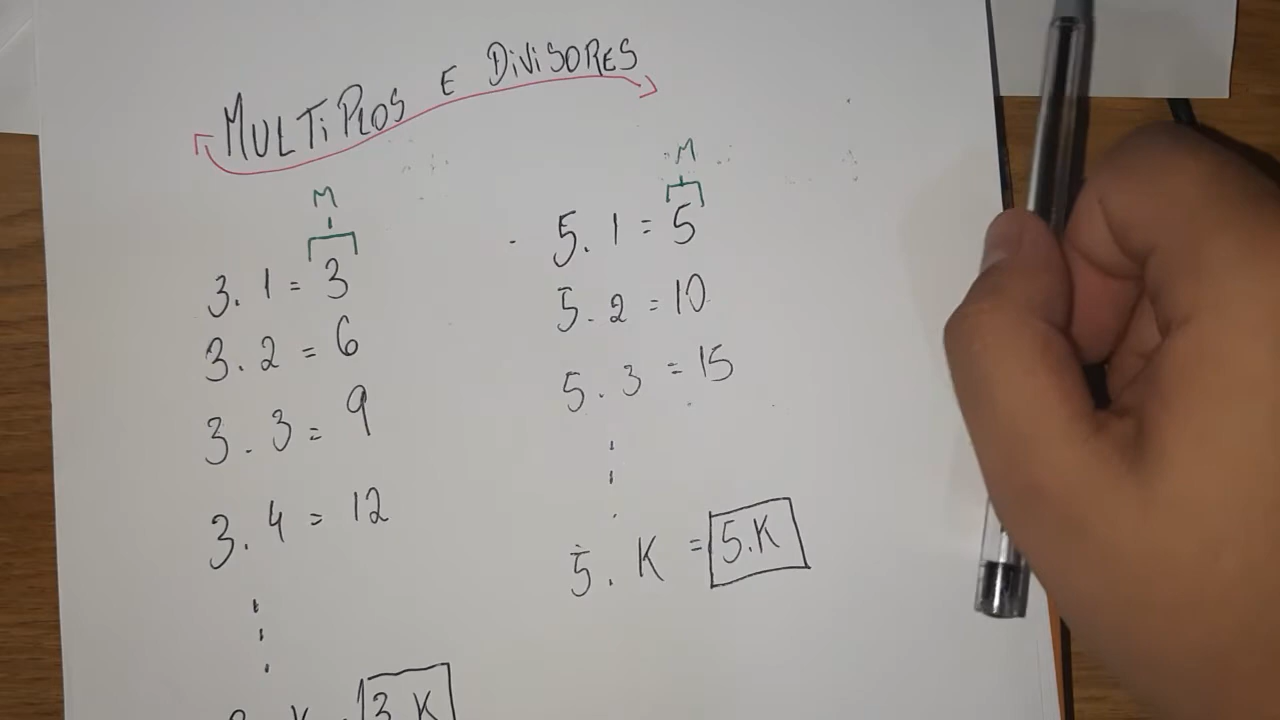 MULTiPLOS E DiViSORES
M
3.1 = 3
3.2 = 6
3.3 = 9
3.4 = 12
3.K = 3.K
M
5.1 = 5
5.2 = 10
5.3 = 15
5.K = 5.K